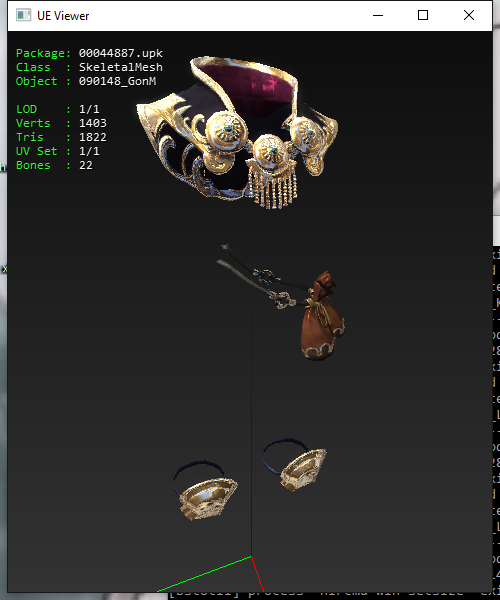 UE Viewer
Package: 00044887.upk
Class  : SkeletalMesh
Object : 090148_GonM
LOD    : 1/1
Verts  : 1403
Tris   : 1822
UV Set : 1/1
Bones  : 22